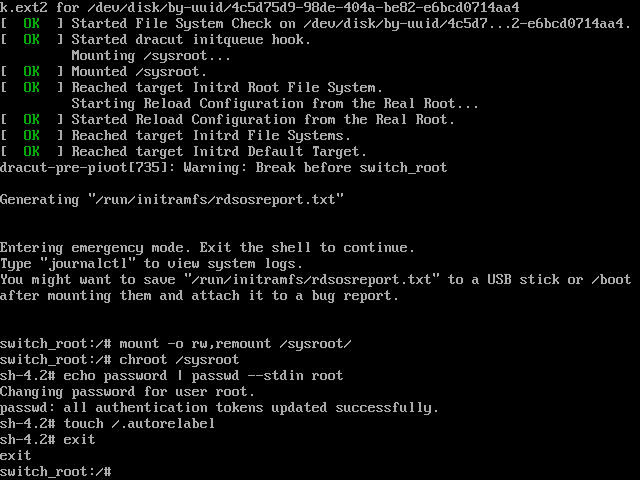 k.ext2 for /dev/disk/by-uuid/4c5d75d9-98de-404a-be82-e6bcd0714aa4
[  OK  ] Started File System Check on /dev/disk/by-uuid/4c5d7...2-e6bcd0714aa4.
[  OK  ] Started dracut initqueue hook.
         Mounting /sysroot...
[  OK  ] Mounted /sysroot.
[  OK  ] Reached target Initrd Root File System.
         Starting Reload Configuration from the Real Root...
[  OK  ] Started Reload Configuration from the Real Root.
[  OK  ] Reached target Initrd File Systems.
[  OK  ] Reached target Initrd Default Target.
dracut-pre-pivot[735]: Warning: Break before switch_root
Generating "/run/initramfs/rdsosreport.txt"
Entering emergency mode. Exit the shell to continue.
Type "journalctl" to view system logs.
You might want to save "/run/initramfs/rdsosreport.txt" to a USB stick or /boot
after mounting them and attach it to a bug report.
switch_root:/# mount -o rw,remount /sysroot/
switch_root:/# chroot /sysroot
sh-4.2# echo password | passwd --stdin root
Changing password for user root.
passwd: all authentication tokens updated successfully.
sh-4.2# touch /.autorelabel
sh-4.2# exit
exit
switch_root:/#